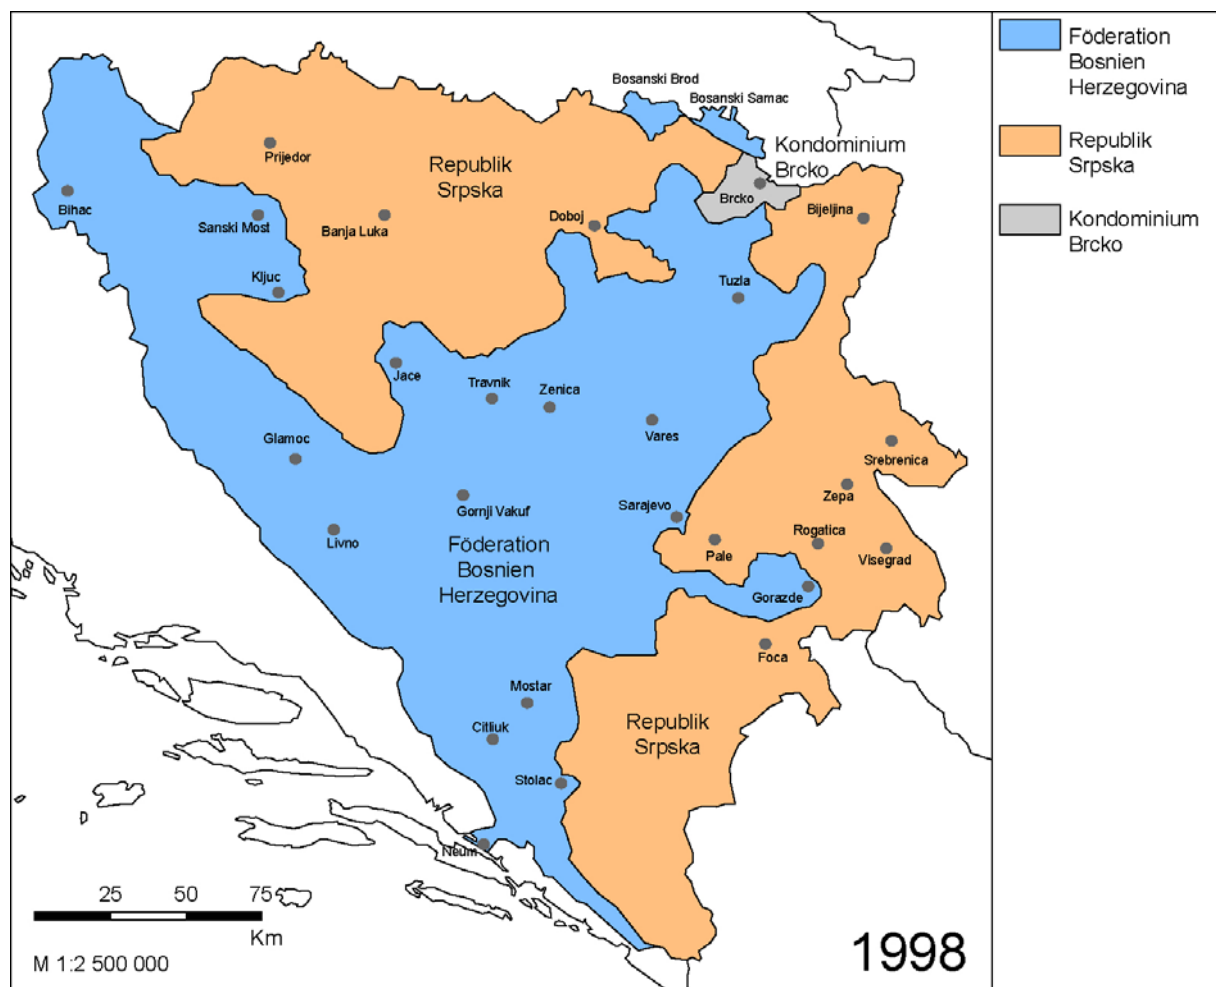 Bosanski Brod
Bosanski Samac
Kondominium
Brcko
Prijedor
Republik
Srpska
Brcko
Bihac
Sanski Most
Banja Luka
Doboj
Bijeljina
Kljuc
Tuzla
Jace
Travnik
Zenica
Vares
Glamoc
Srebrenica
Zepa
Gornji Vakuf
Sarajevo
Livno
Rogatica
Föderation
Bosnien
Herzegovina
Pale
Visegrad
Gorazde
Foca
Mostar
Citliuk
Republik
Srpska
Stolac
Neum
25 50 75
Km
M 1:2 500 000
1998
Föderation
Bosnien
Herzegovina
Republik
Srpska
Kondominium
Brcko